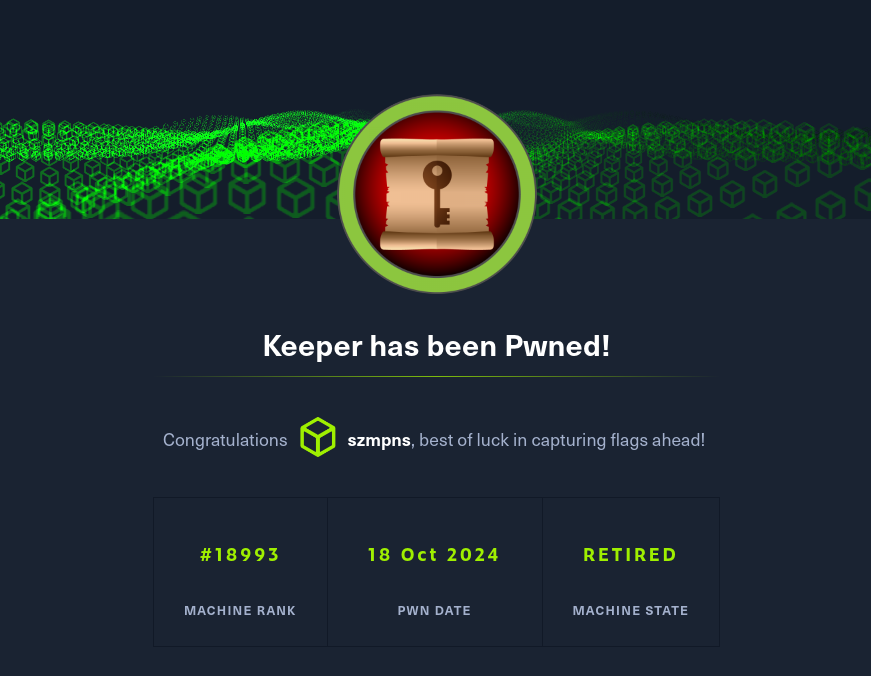 Keeper has been Pwned!
Congratulations szmpns, best of luck in capturing flags ahead!
#18993 18 Oct 2024 RETIRED
MACHINE RANK PWN DATE MACHINE STATE